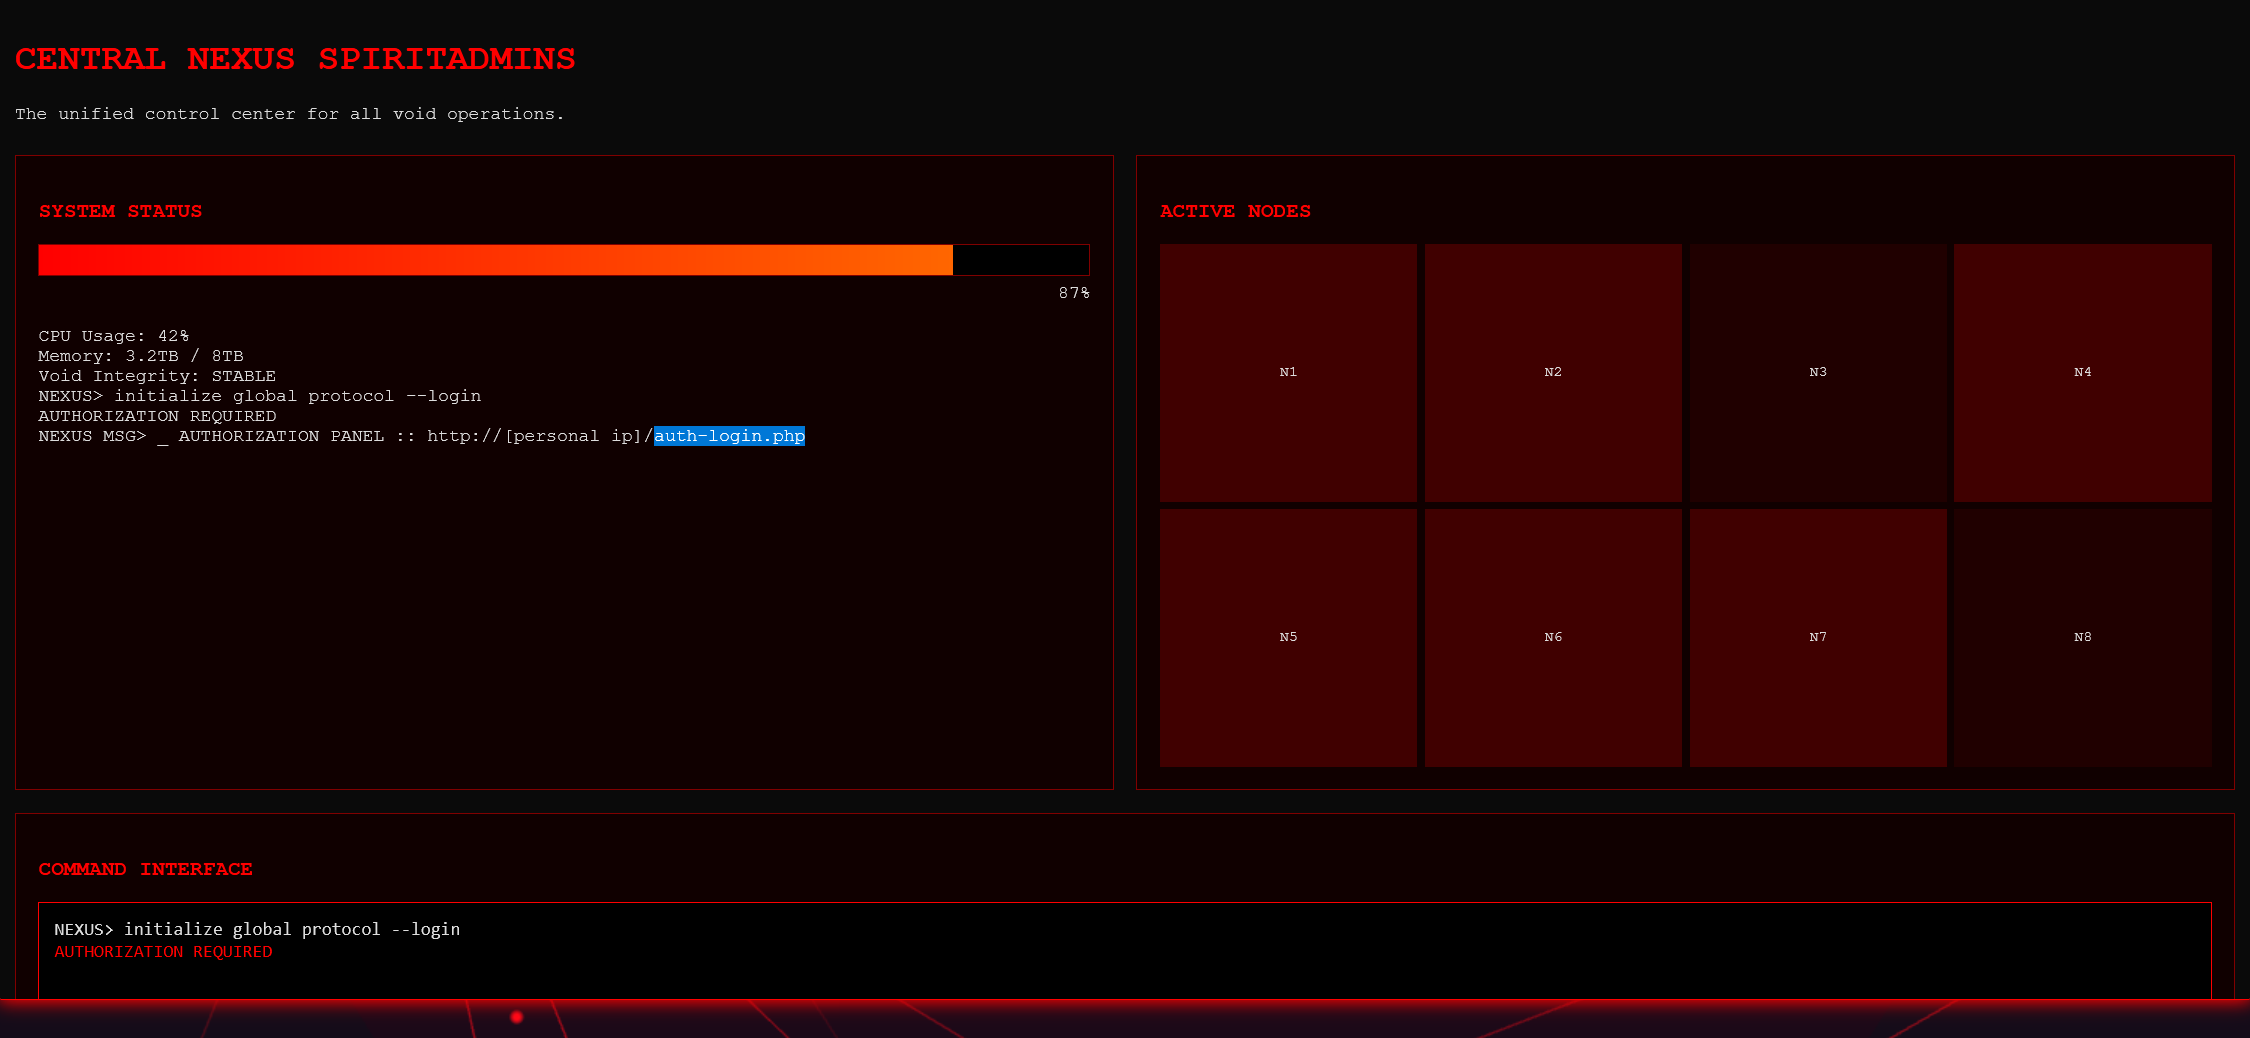 CENTRAL NEXUS SPIRITADMINS
The unified control center for all void operations.
SYSTEM STATUS
87%
CPU Usage: 42%
Memory: 3.2TB / 8TB
Void Integrity: STABLE
NEXUS> initialize global protocol --login
AUTHORIZATION REQUIRED
NEXUS MSG> _ AUTHORIZATION PANEL :: http://[personal ip]/auth-login.php
ACTIVE NODES
N1
N2
N3
N4
N5
N6
N7
N8
COMMAND INTERFACE
NEXUS> initialize global protocol --login
AUTHORIZATION REQUIRED